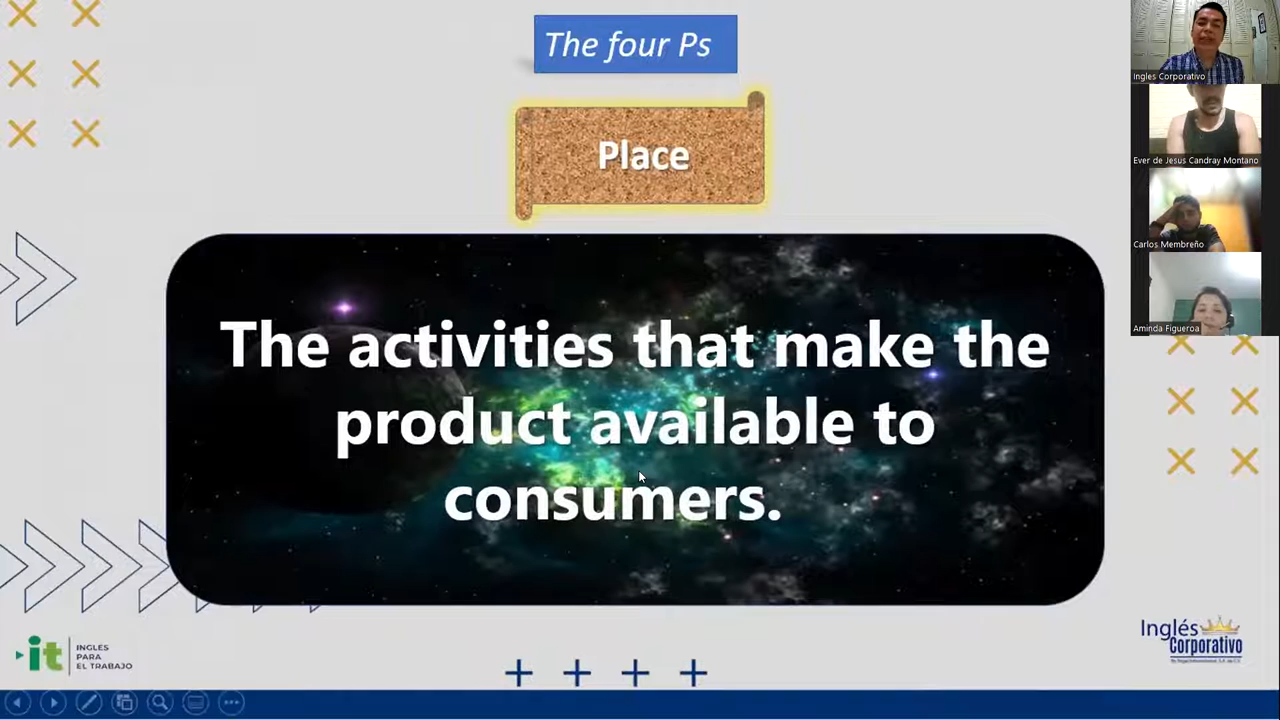 The four Ps
Place
The activities that make the
product available to
consumers.
Ingles Corporativo
Ever de Jesus Candray Montano
Carlos Membreño
Aminda Figueroa
it
INGLES
PARA
EL TRABAJO
Inglés
Corporativo